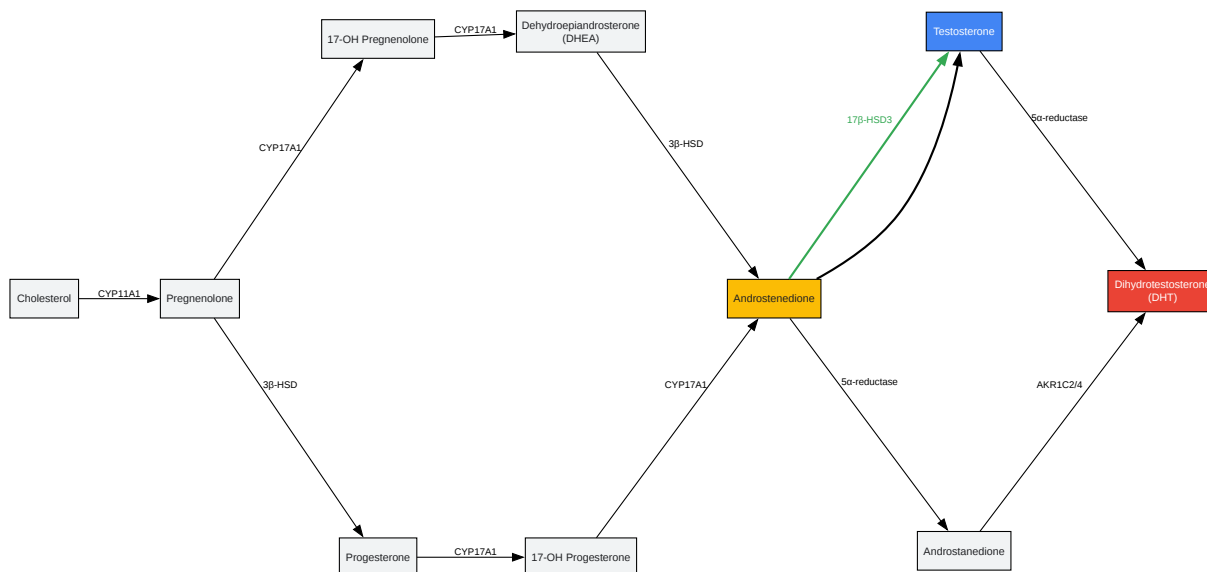 Dehydroepiandrosterone
(DHEA)
CYP17A1
17-OH Pregnenolone
Testosterone
17β-HSD3
5α-reductase
CYP17A1
3β-HSD
Cholesterol
CYP11A1
Pregnenolone
Androstenedione
Dihydrotestosterone
(DHT)
3β-HSD
CYP17A1
5α-reductase
AKR1C2/4
Progesterone
CYP17A1
17-OH Progesterone
Androstanedione